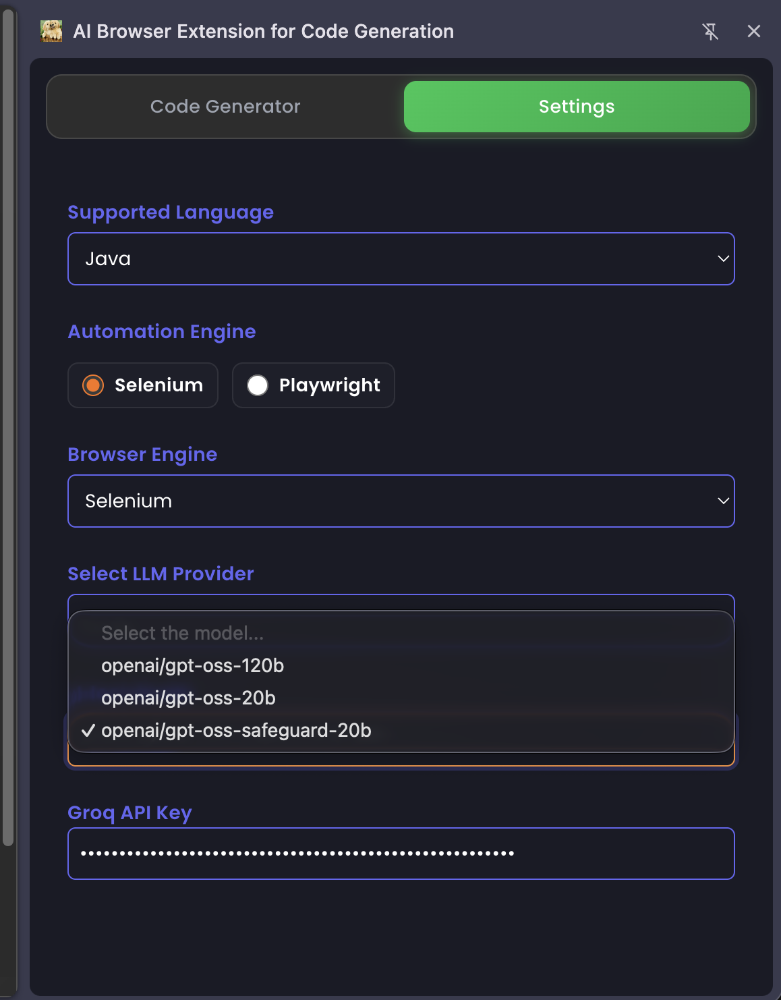 AI Browser Extension for Code Generation
Code Generator
Settings
Supported Language
Java
Automation Engine
Selenium
Playwright
Browser Engine
Selenium
Select LLM Provider
Select the model...
openai/gpt-oss-120b
openai/gpt-oss-20b
✓ openai/gpt-oss-safeguard-20b
Groq API Key